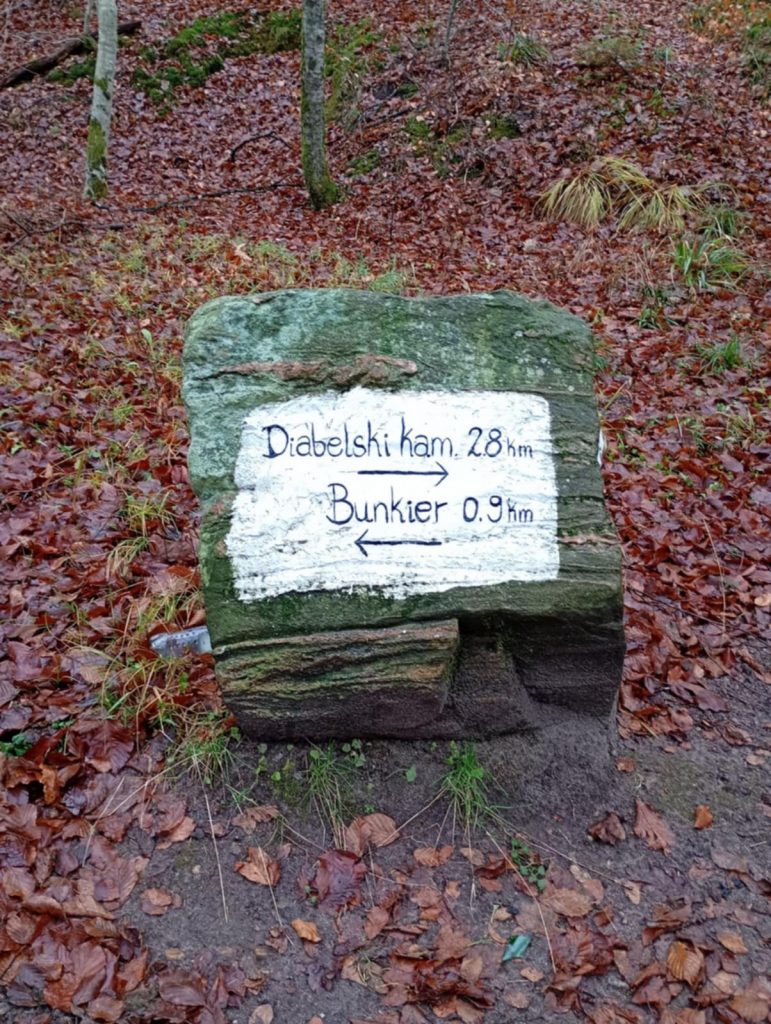 Diabelski kam. 2.8 km
→
Bunkier 0.9 km
←